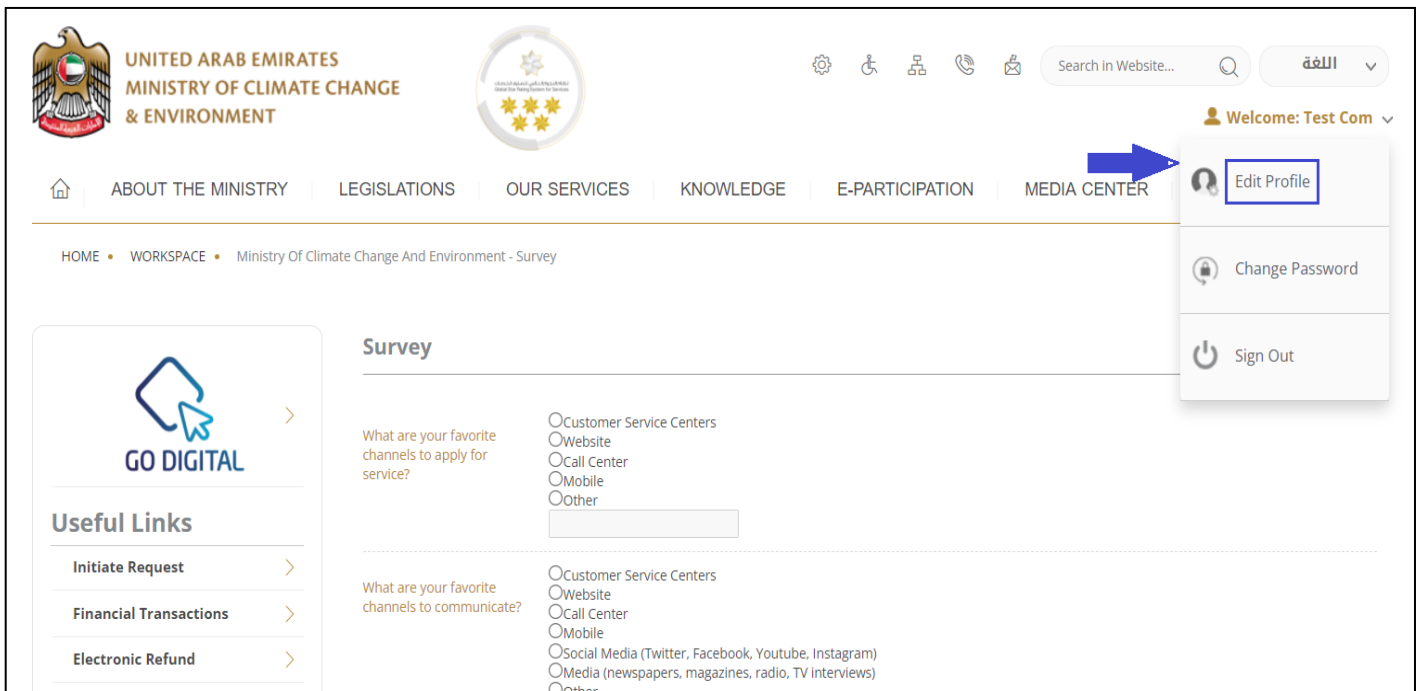 UNITED ARAB EMIRATES
MINISTRY OF CLIMATE CHANGE
& ENVIRONMENT
Search in Website...
اللغة
Welcome: Test Com
ABOUT THE MINISTRY
LEGISLATIONS
OUR SERVICES
KNOWLEDGE
E-PARTICIPATION
MEDIA CENTER
Edit Profile
Change Password
Sign Out
HOME • WORKSPACE • Ministry Of Climate Change And Environment - Survey
GO DIGITAL
Useful Links
Initiate Request
Financial Transactions
Electronic Refund
Survey
What are your favorite
channels to apply for
service?
Customer Service Centers
Website
Call Center
Mobile
Other
What are your favorite
channels to communicate?
Customer Service Centers
Website
Call Center
Mobile
Social Media (Twitter, Facebook, Youtube, Instagram)
Media (newspapers, magazines, radio, TV interviews)
Other